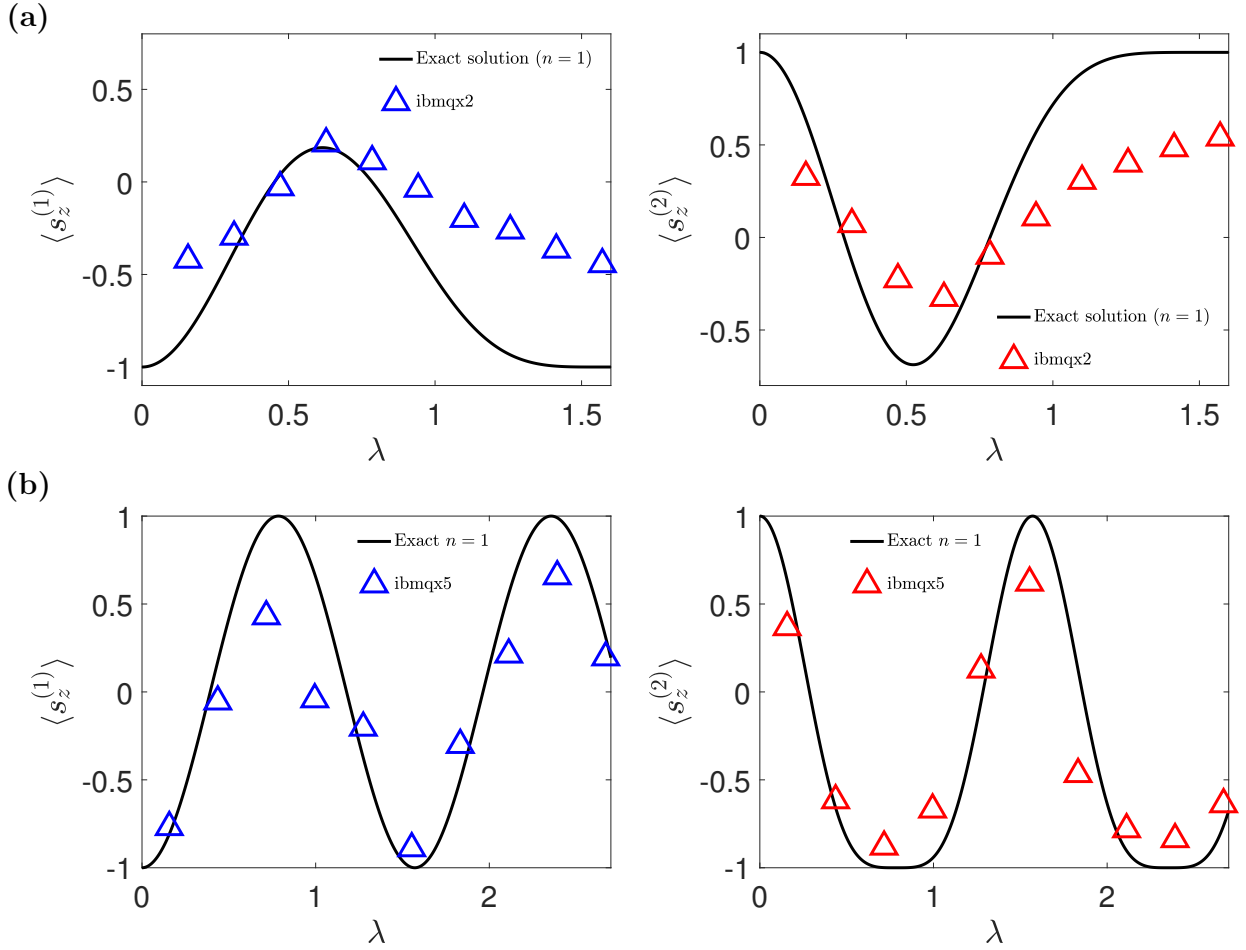 (a)
Exact solution (n = 1)
ibmqx2
0.5
0
-0.5
-1
0
0.5
1
1.5
λ
⟨s_z^(1)⟩
1
0.5
0
-0.5
Exact solution (n = 1)
ibmqx2
0
0.5
1
1.5
λ
⟨s_z^(2)⟩
(b)
1
0.5
0
-0.5
-1
Exact n = 1
ibmqx5
0
1
2
λ
⟨s_z^(1)⟩
1
0.5
0
-0.5
-1
Exact n = 1
ibmqx5
0
1
2
λ
⟨s_z^(2)⟩